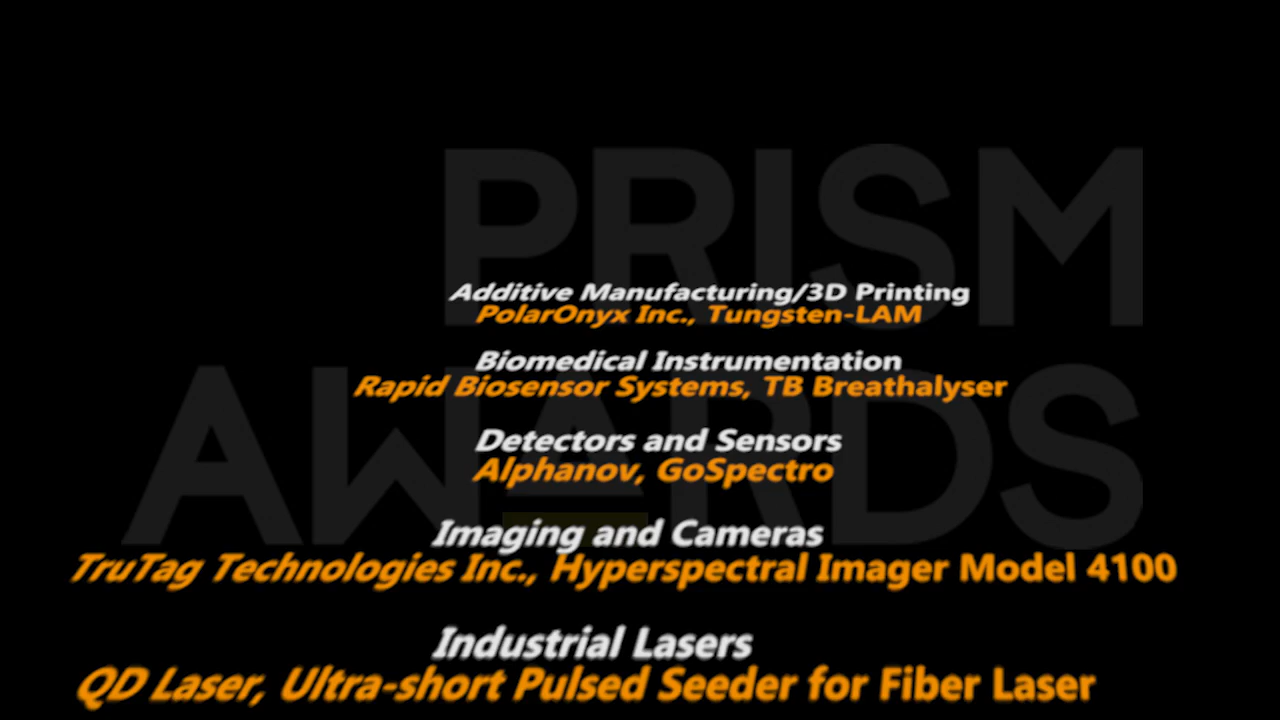 PRISM
AWARDS
Additive Manufacturing/3D Printing
PolarOnyx Inc., Tungsten-LAM
Biomedical Instrumentation
Rapid Biosensor Systems, TB Breathalyser
Detectors and Sensors
Alphanov, GoSpectro
Imaging and Cameras
TruTag Technologies Inc., Hyperspectral Imager Model 4100
Industrial Lasers
QD Laser, Ultra-short Pulsed Seeder for Fiber Laser